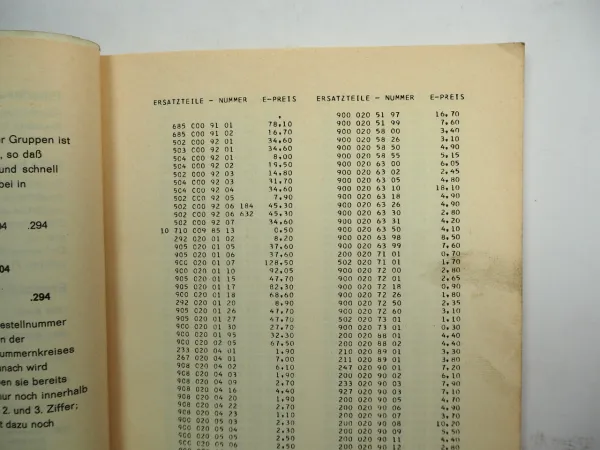 er Gruppen ist
, so daß
und schnell
bei in
.294
04
.294
estellnummer
n der
ummernkreises
nach wird
en sie bereits
nur noch innerhalb
2. und 3. Ziffer;
t dazu noch
ERSATZTEILE - NUMMER E-PREIS
685 C00 91 01 78,10
685 C00 91 02 16,70
502 000 92 01 34,60
503 000 92 01 34,60
504 000 92 01 8,00
504 000 92 02 19,50
502 000 92 03 14,80
504 000 92 03 31,70
504 C00 92 04 34,60
502 000 92 05 7,90
502 000 92 06 184 45,30
502 000 92 06 632 45,30
502 000 92 07 34,60
10 710 009 85 13 0,50
292 020 01 02 8,20
905 020 01 05 37,60
900 020 01 06 37,60
900 020 01 07 128,50
900 020 01 10 92,05
905 020 01 15 47,70
905 020 01 17 82,30
900 020 01 18 68,60
292 020 01 20 8,90
905 020 01 26 47,70
905 020 01 27 47,70
900 020 01 30 27,70
900 020 01 95 32,80
900 020 02 05 67,50
233 020 04 01 1,90
267 020 04 01 7,00
908 020 04 02 6,10
908 020 04 03 1,90
908 020 04 09 2,70
908 020 04 16 4,40
908 020 04 20 1,90
908 020 04 22 2,70
908 020 04 23 1,10
900 020 05 03 2,30
900 020 05 04 2,50
900 020 05 05 2,50
ERSATZTEILE - NUMMER E-PREIS
900 020 51 97 16,70
900 020 51 99 7,60
900 020 58 00 3,40
900 020 58 26 3,10
900 020 58 50 4,90
900 020 58 55 5,15
900 020 63 00 6,05
900 020 63 02 2,45
900 020 63 05 4,80
900 020 63 10 18,10
900 020 63 18 4,90
900 020 63 26 4,90
900 020 63 30 2,80
900 020 63 31 4,20
900 020 63 50 4,10
900 020 63 98 8,50
900 020 63 99 7,60
200 020 71 01 0,70
502 020 71 01 1,70
900 020 72 00 2,80
900 020 72 01 2,65
900 020 72 18 0,90
900 020 72 26 1,80
900 020 72 50 2,35
900 020 72 60 3,10
502 020 73 01 0,90
900 020 73 01 0,30
200 020 88 01 4,40
200 020 88 02 4,40
210 020 89 01 3,30
211 020 89 01 3,80
247 020 90 01 7,20
200 020 90 02 6,10
233 020 90 03 7,90
927 020 90 03 9,10
200 020 90 05 4,70
200 020 90 06 4,90
200 020 90 07 3,70
200 020 90 08 10,20
200 020 90 09 5,40
200 020 90 11 4,40
200 020 90 12 2,80